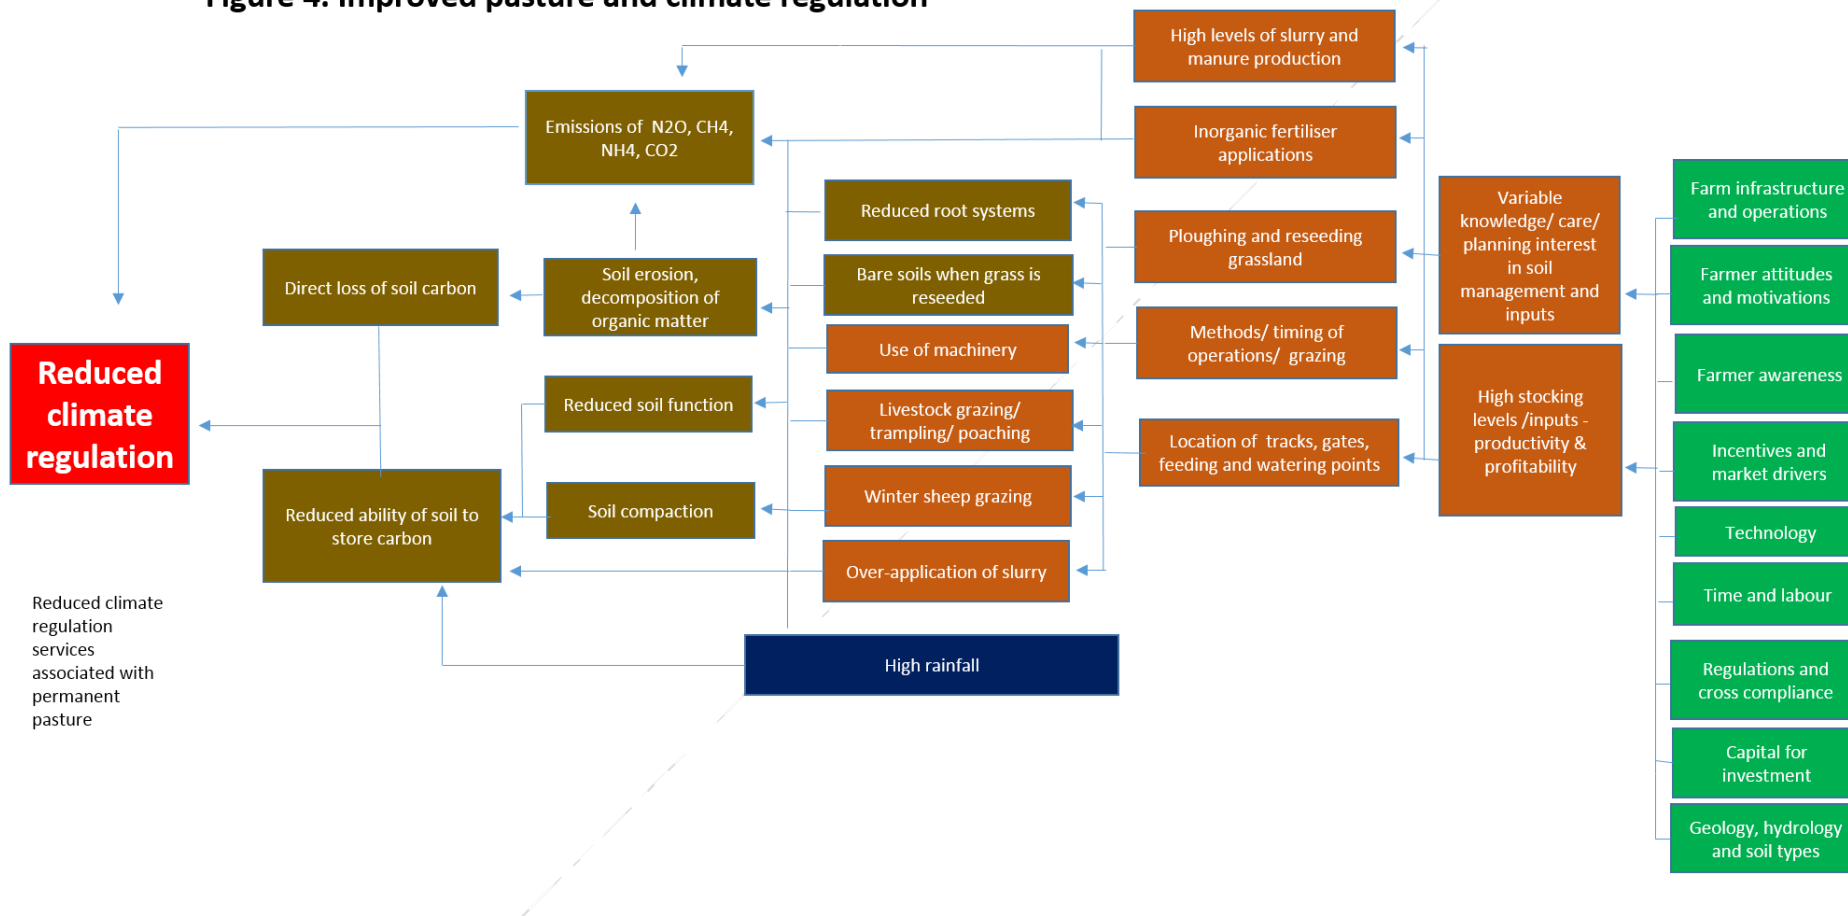 Figure 4. Improved pasture and climate regulation
High levels of slurry and
manure production
Emissions of  N2O, CH4,
NH4, CO2
Inorganic fertiliser
applications
Reduced root systems
Ploughing and reseeding
grassland
Variable
knowledge/ care/
planning interest
in soil
management and
inputs
Farm infrastructure
and operations
Direct loss of soil carbon
Soil erosion,
decomposition of
organic matter
Bare soils when grass is
reseeded
Farmer attitudes
and motivations
Use of machinery
Methods/ timing of
operations/  grazing
Farmer awareness
Reduced
climate
regulation
Reduced soil function
Livestock grazing/
trampling/ poaching
Location of  tracks, gates,
feeding and watering points
High stocking
levels /inputs -
productivity &
profitability
Incentives and
market drivers
Reduced ability of soil to
store carbon
Soil compaction
Winter sheep grazing
Technology
Over-application of slurry
Time and labour
Reduced climate
regulation
services
associated with
permanent
pasture
High rainfall
Regulations and
cross compliance
Capital for
investment
Geology, hydrology
and soil types